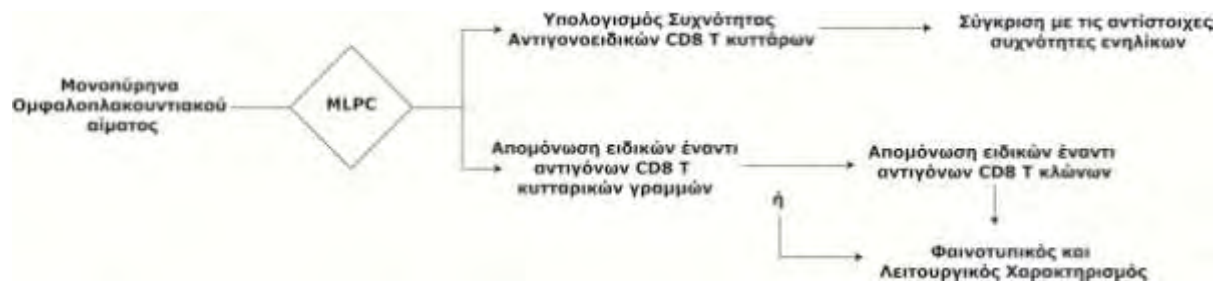 Υπολογισμός Συχνότητας
Αντιγονοειδικών CD8 T κυττάρων
Σύγκριση με τις αντίστοιχες
συχνότητες ενηλίκων
Μονοπύρηνα
Ομφαλοπλακουντιακού
αίματος
MLPC
Απομόνωση ειδικών έναντι
αντιγόνων CD8 T
κυτταρικών γραμμών
Απομόνωση ειδικών έναντι
αντιγόνων CD8 T κλώνων
ή
Φαινοτυπικός και
Λειτουργικός Χαρακτηρισμός